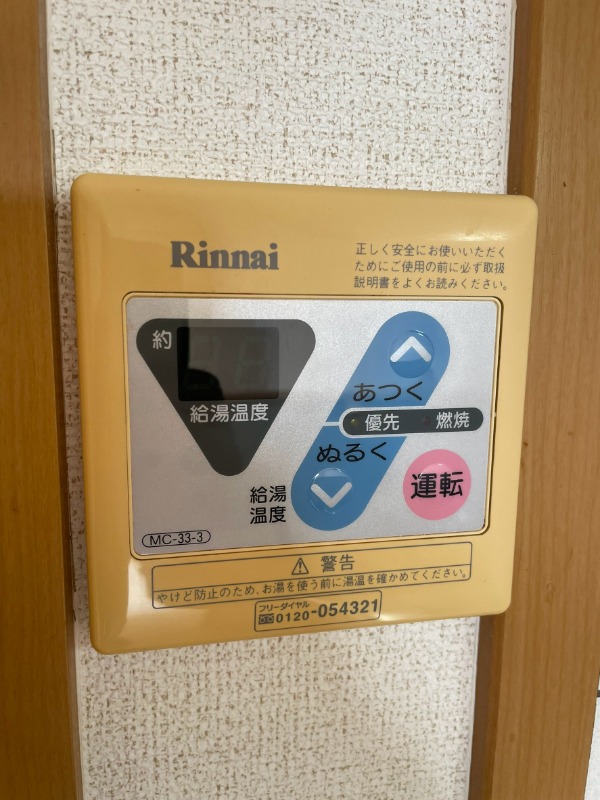 Rinnai
正しく安全にお使いいただく
ためにご使用の前に必ず取扱
説明書をよくお読みください。
約
給湯温度
あつく
優先 燃焼
ぬるく
給湯
温度
運転
MC-33-3
⚠ 警告
やけど防止のため、お湯を使う前に湯温を確かめてください。
フリーダイヤル
0120-054321